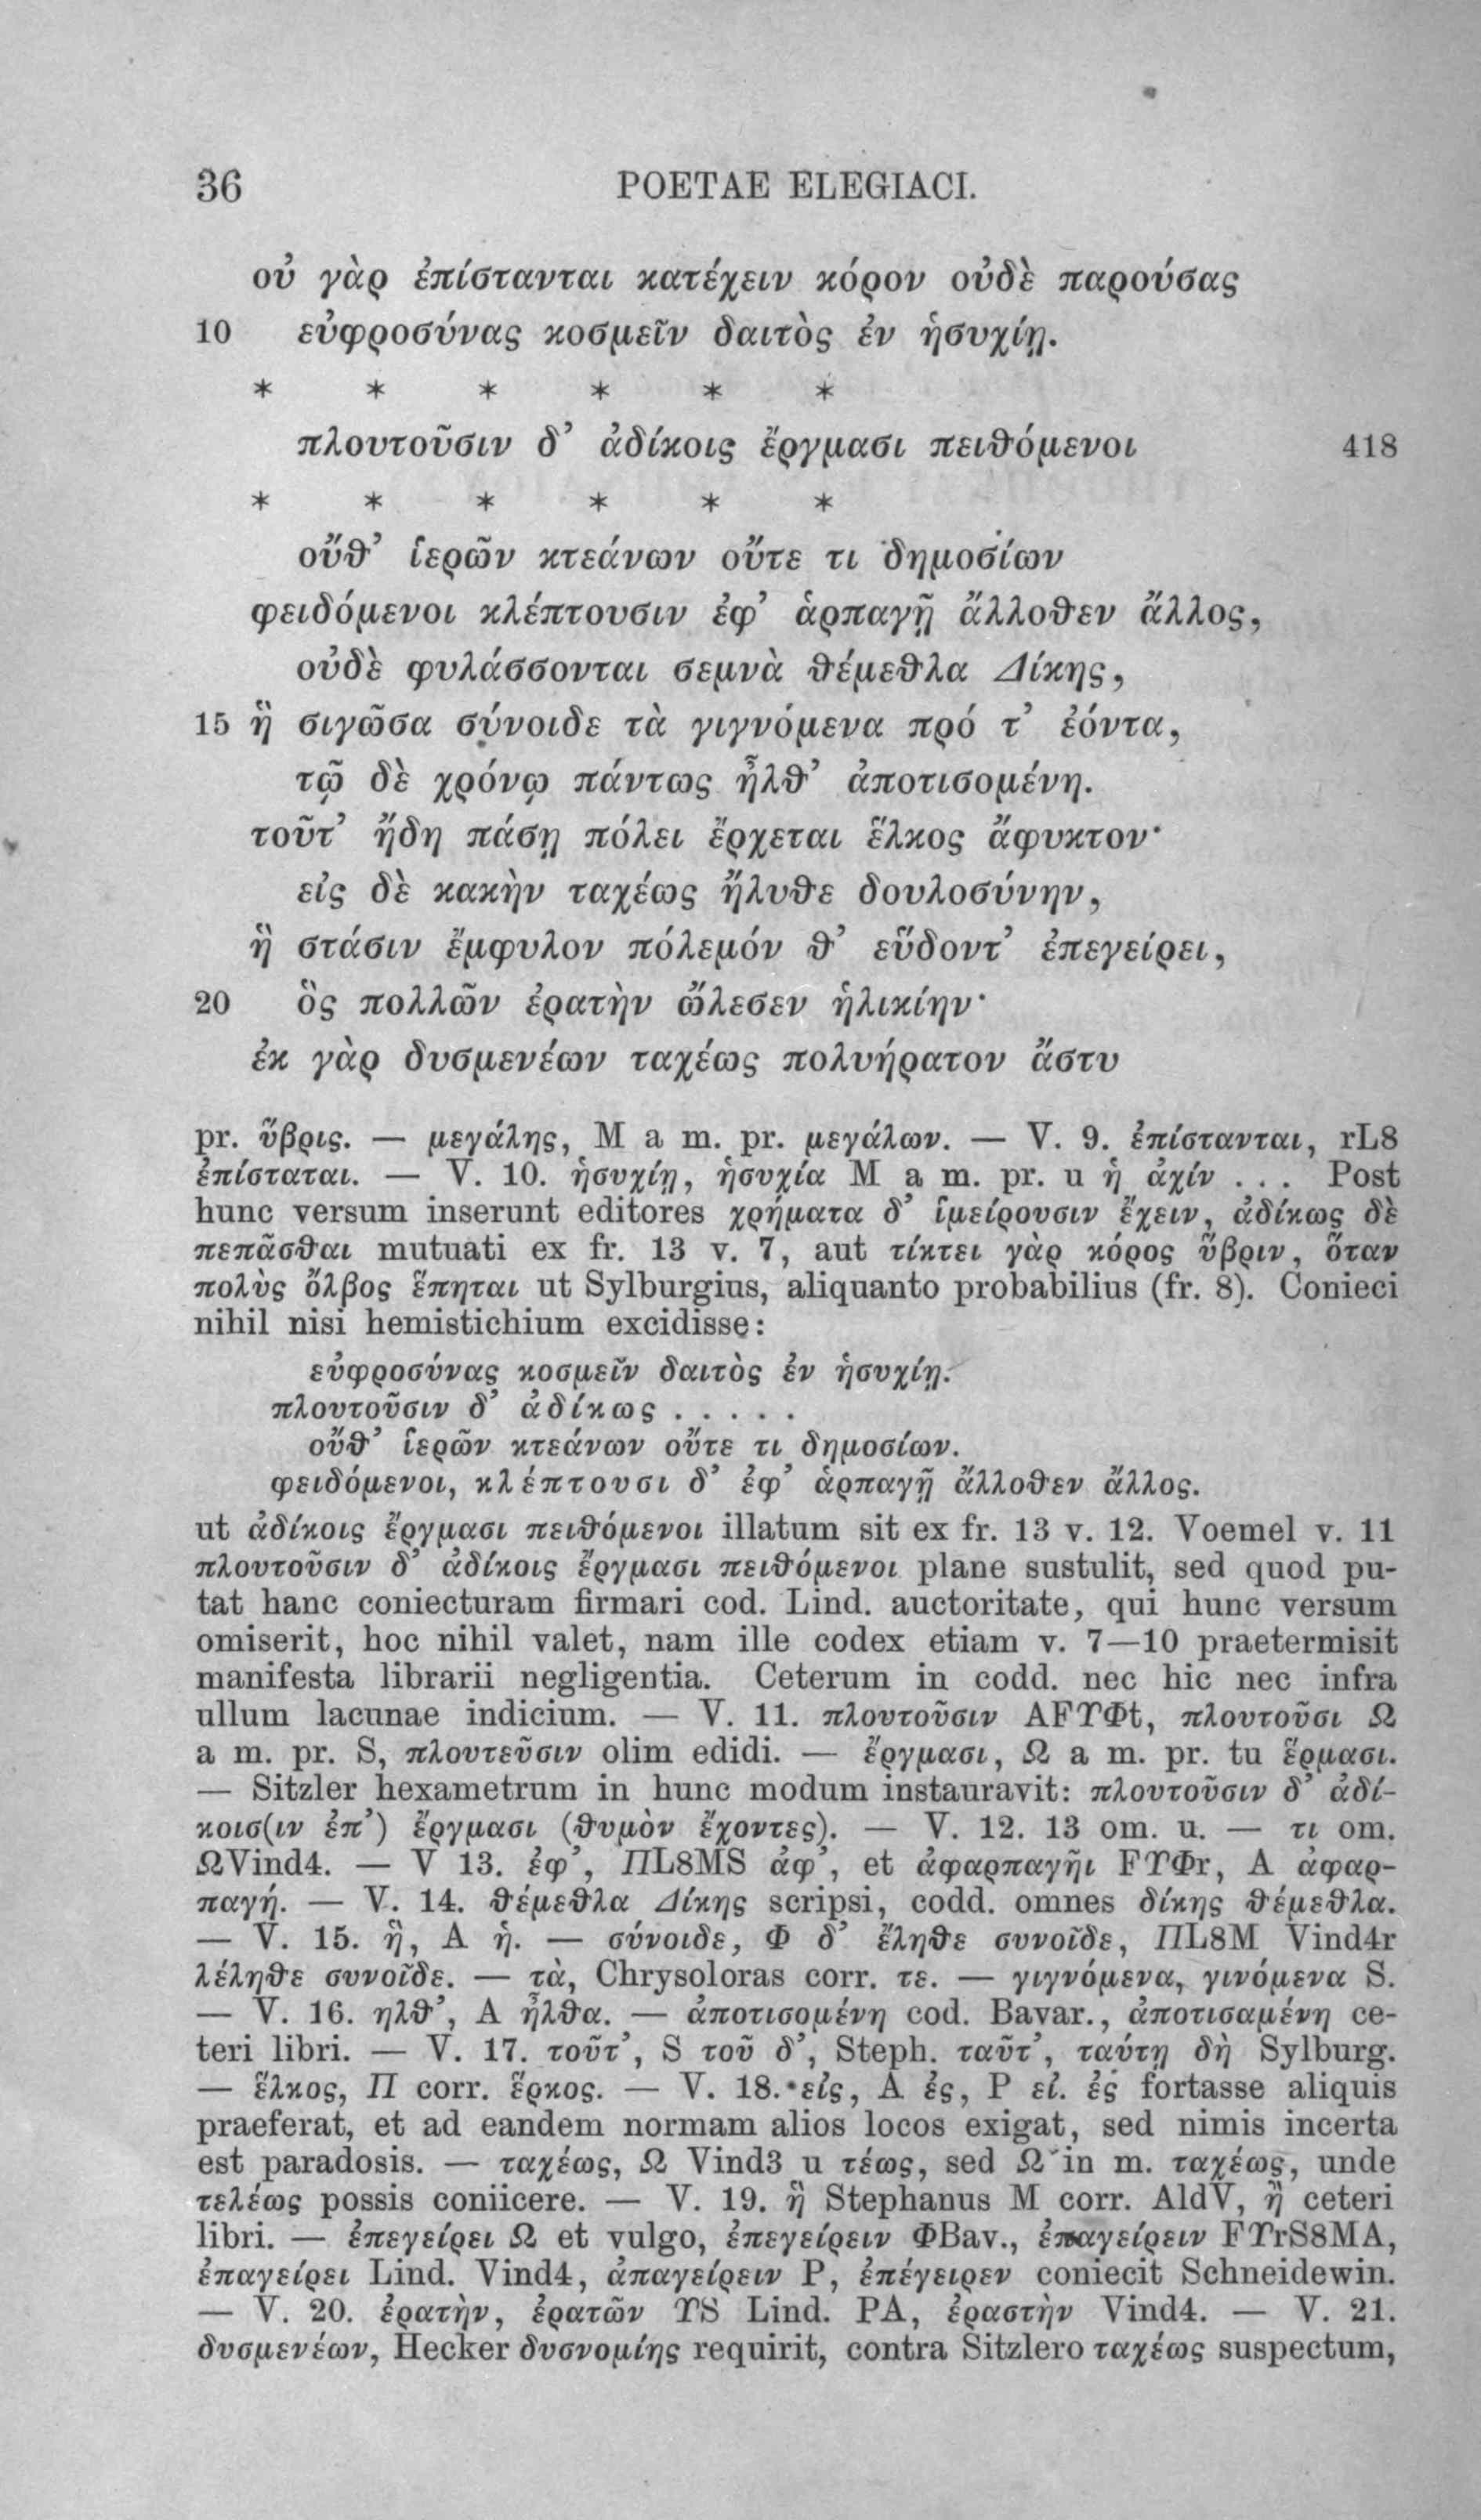 36 POETAE ELEGIACI.
οὐ γὰρ ἐπίστανται κατέχειν κόρον οὐδὲ παρούσας
10 εὐφροσύνας κοσμεῖν δαιτὸς ἐν ἡσυχίῃ.
* * * * * *
πλουτοῦσιν δ’ ἀδίκοις ἔργμασι πειθόμενοι 418
* * * * * *
οὔθ’ ἱερῶν κτεάνων οὔτε τι δημοσίων
φειδόμενοι κλέπτουσιν ἐφ’ ἁρπαγῇ ἄλλοθεν ἄλλος,
οὐδὲ φυλάσσονται σεμνὰ θέμεθλα Δίκης,
15 ἣ σιγῶσα σύνοιδε τὰ γιγνόμενα πρό τ’ ἐόντα,
τῷ δὲ χρόνῳ πάντως ἦλθ’ ἀποτισομένη.
τοῦτ’ ἤδη πάσῃ πόλει ἔρχεται ἕλκος ἄφυκτον·
εἰς δὲ κακὴν ταχέως ἤλυθε δουλοσύνην,
ἣ στάσιν ἔμφυλον πόλεμόν θ’ εὕδοντ’ ἐπεγείρει,
20 ὃς πολλῶν ἐρατὴν ὤλεσεν ἡλικίην·
ἐκ γὰρ δυσμενέων ταχέως πολυήρατον ἄστυ
pr. ὕβρις. — μεγάλης, M a m. pr. μεγάλων. — V. 9. ἐπίστανται, rL8
ἐπίσταται. — V. 10. ἡσυχίῃ, ἡσυχία M a m. pr. u ἡ ἀχίν . . . Post
hunc versum inserunt editores χρήματα δ’ ἱμείρουσιν ἔχειν, ἀδίκως δὲ
πεπᾶσθαι mutuati ex fr. 13 v. 7, aut τίκτει γὰρ κόρος ὕβριν, ὅταν
πολὺς ὄλβος ἕπηται ut Sylburgius, aliquanto probabilius (fr. 8). Conieci
nihil nisi hemistichium excidisse:
εὐφροσύνας κοσμεῖν δαιτὸς ἐν ἡσυχίῃ.
πλουτοῦσιν δ’ ἀδίκως . . . . .
οὔθ’ ἱερῶν κτεάνων οὔτε τι δημοσίων.
φειδόμενοι, κλέπτουσι δ’ ἐφ’ ἁρπαγῇ ἄλλοθεν ἄλλος.
ut ἀδίκοις ἔργμασι πειθόμενοι illatum sit ex fr. 13 v. 12. Voemel v. 11
πλουτοῦσιν δ’ ἀδίκοις ἔργμασι πειθόμενοι plane sustulit, sed quod pu-
tat hanc coniecturam firmari cod. Lind. auctoritate, qui hunc versum
omiserit, hoc nihil valet, nam ille codex etiam v. 7—10 praetermisit
manifesta librarii negligentia. Ceterum in codd. nec hic nec infra
ullum lacunae indicium. — V. 11. πλουτοῦσιν AFΥΦt, πλουτοῦσι Ω
a m. pr. S, πλουτεῦσιν olim edidi. — ἔργμασι, Ω a m. pr. tu ἕρμασι.
— Sitzler hexametrum in hunc modum instauravit: πλουτοῦσιν δ’ ἀδί-
κοισ(ιν ἐπ’) ἔργμασι (θυμὸν ἔχοντες). — V. 12. 13 om. u. — τι om.
ΩVind4. — V 13. ἐφ’, ΠL8MS ἀφ’, et ἀφαρπαγῆι FΥΦr, A ἀφαρ-
παγή. — V. 14. θέμεθλα Δίκης scripsi, codd. omnes δίκης θέμεθλα.
— V. 15. ἣ, A ἡ. — σύνοιδε, Φ δ’ ἔληθε συνοῖδε, ΠL8M Vind4r
λέληθε συνοῖδε. — τὰ, Chrysoloras corr. τε. — γιγνόμενα, γινόμενα S.
— V. 16. ηλθ’, A ἦλθα. — ἀποτισομένη cod. Bavar., ἀποτισαμένη ce-
teri libri. — V. 17. τοῦτ’, S τοῦ δ’, Steph. ταῦτ’, ταύτῃ δὴ Sylburg.
— ἕλκος, Π corr. ἕρκος. — V. 18. εἰς, A ἐς, P εἰ. ἐς fortasse aliquis
praeferat, et ad eandem normam alios locos exigat, sed nimis incerta
est paradosis. — ταχέως, Ω Vind3 u τέως, sed Ω in m. ταχέως, unde
τελέως possis coniicere. — V. 19. ἣ Stephanus M corr. AldV, ἢ ceteri
libri. — ἐπεγείρει Ω et vulgo, ἐπεγείρειν ΦBav., ἐπαγείρειν FΥrS8MA,
ἐπαγείρει Lind. Vind4, ἀπαγείρειν P, ἐπέγειρεν coniecit Schneidewin.
— V. 20. ἐρατὴν, ἐρατῶν ΥS Lind. PA, ἐραστὴν Vind4. — V. 21.
δυσμενέων, Hecker δυσνομίης requirit, contra Sitzlero ταχέως suspectum,